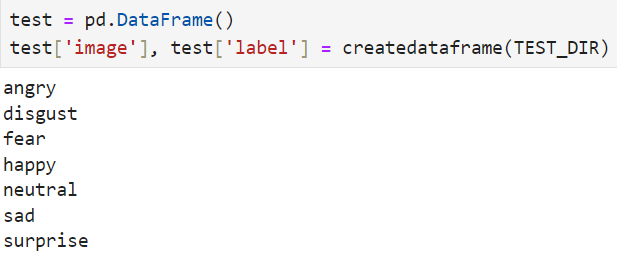 test = pd.DataFrame()
test['image'], test['label'] = createdataframe(TEST_DIR)
angry
disgust
fear
happy
neutral
sad
surprise